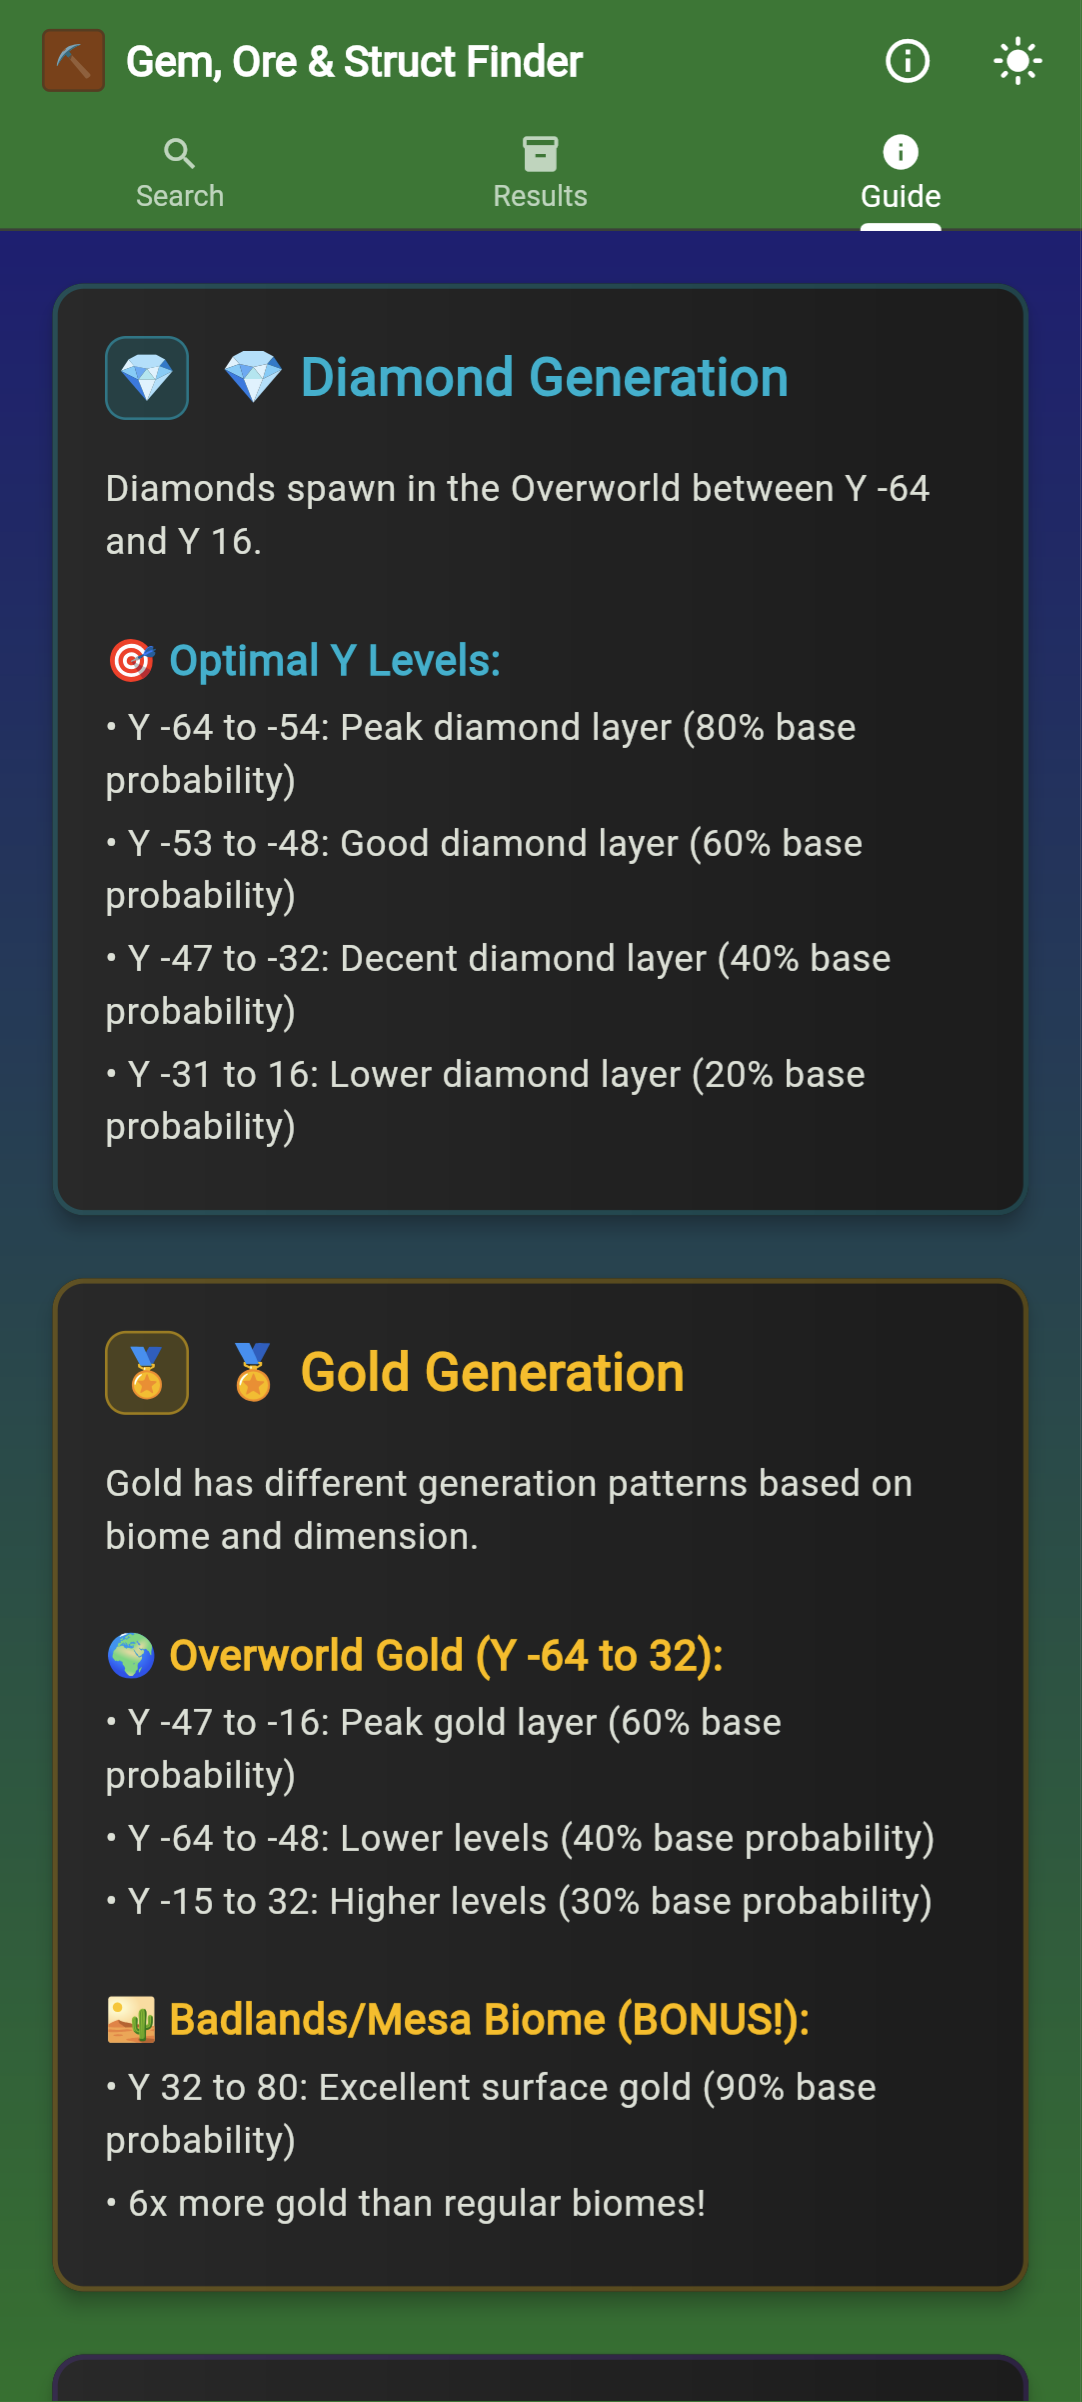 Gem, Ore & Struct Finder
Search
Results
Guide
💎 Diamond Generation
Diamonds spawn in the Overworld between Y -64
and Y 16.
🎯 Optimal Y Levels:
• Y -64 to -54: Peak diamond layer (80% base
probability)
• Y -53 to -48: Good diamond layer (60% base
probability)
• Y -47 to -32: Decent diamond layer (40% base
probability)
• Y -31 to 16: Lower diamond layer (20% base
probability)
🏅 Gold Generation
Gold has different generation patterns based on
biome and dimension.
🌍 Overworld Gold (Y -64 to 32):
• Y -47 to -16: Peak gold layer (60% base
probability)
• Y -64 to -48: Lower levels (40% base probability)
• Y -15 to 32: Higher levels (30% base probability)
🏜️ Badlands/Mesa Biome (BONUS!):
• Y 32 to 80: Excellent surface gold (90% base
probability)
• 6x more gold than regular biomes!